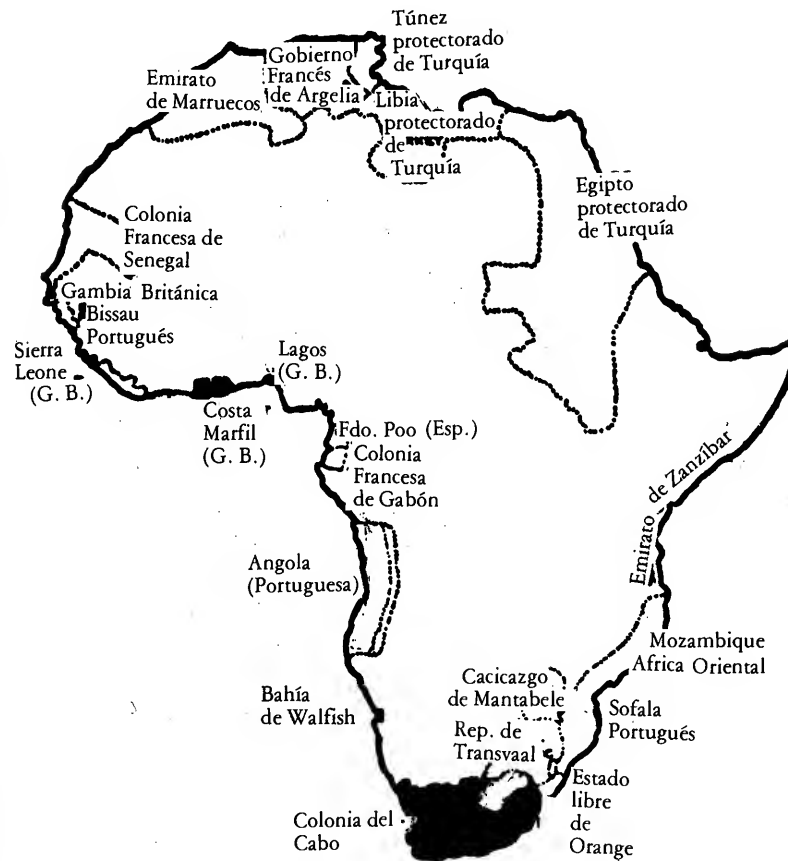 Túnez
protectorado
de Turquía
Gobierno
Francés
de Argelia
Emirato
de Marruecos
Libia
protectorado
de
Turquía
Egipto
protectorado
de Turquía
Colonia
Francesa de
Senegal
Gambia Británica
Bissau
Portugués
Sierra
Leone
(G. B.)
Lagos
(G. B.)
Costa
Marfil
(G. B.)
Fdo. Poo (Esp.)
Colonia
Francesa
de Gabón
Emirato de Zanzíbar
Angola
(Portuguesa)
Mozambique
Africa Oriental
Cacicazgo
de Mantabele
Bahía
de Walfish
Sofala
Portugués
Rep. de
Transvaal
Estado
libre
de
Orange
Colonia del
Cabo